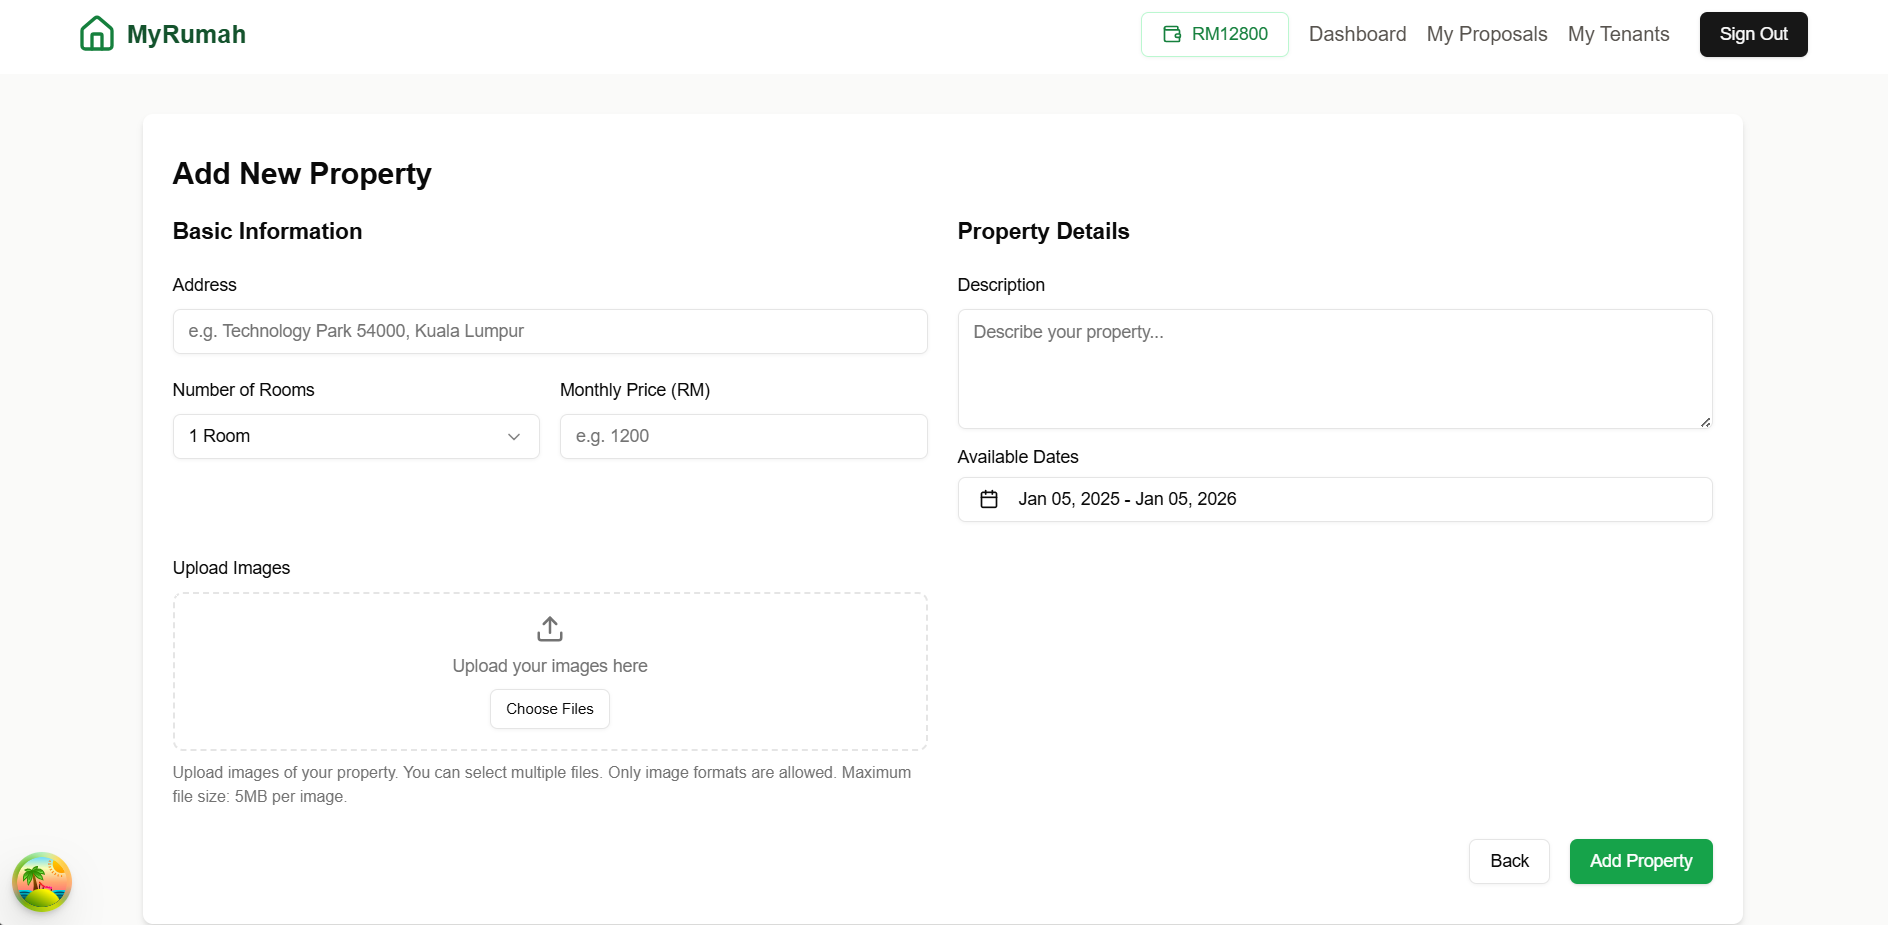 MyRumah
RM12800
Dashboard
My Proposals
My Tenants
Sign Out
Add New Property
Basic Information
Address
e.g. Technology Park 54000, Kuala Lumpur
Number of Rooms
Monthly Price (RM)
1 Room
e.g. 1200
Property Details
Description
Describe your property...
Available Dates
Jan 05, 2025 - Jan 05, 2026
Upload Images
Upload your images here
Choose Files
Upload images of your property. You can select multiple files. Only image formats are allowed. Maximum
file size: 5MB per image.
Back
Add Property